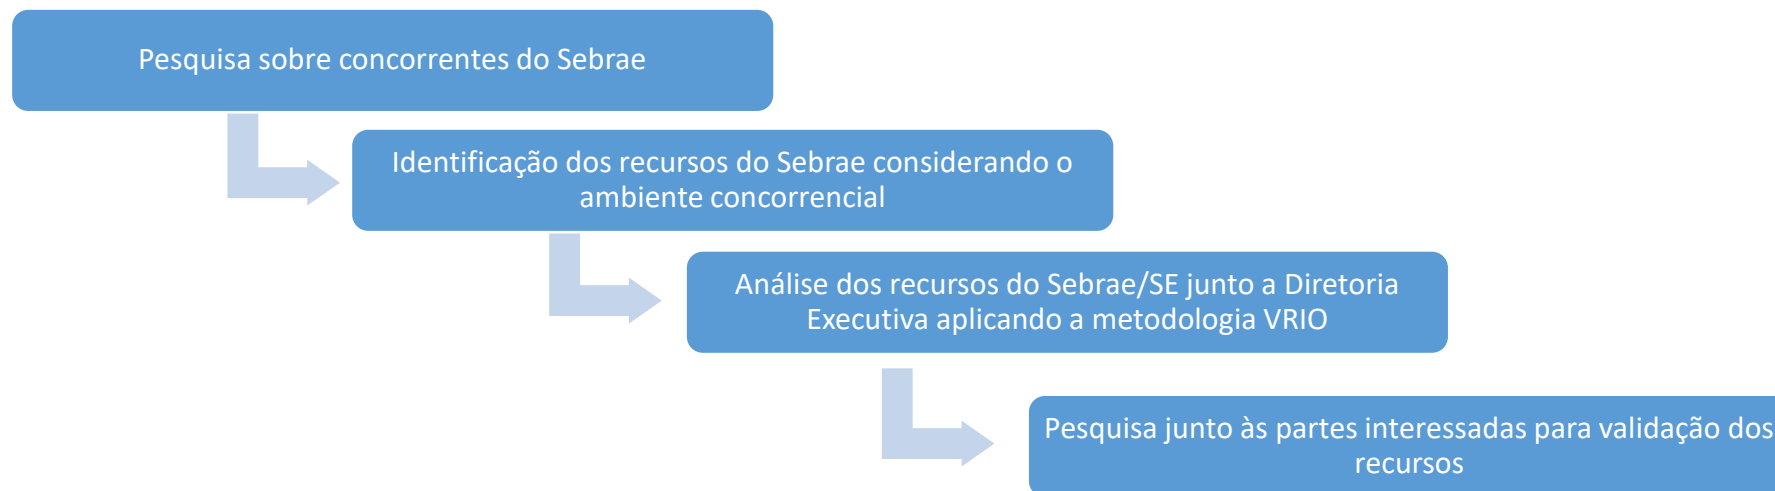 Pesquisa sobre concorrentes do Sebrae
Identificação dos recursos do Sebrae considerando o
ambiente concorrencial
Análise dos recursos do Sebrae/SE junto a Diretoria
Executiva aplicando a metodologia VRIO
Pesquisa junto às partes interessadas para validação dos
recursos